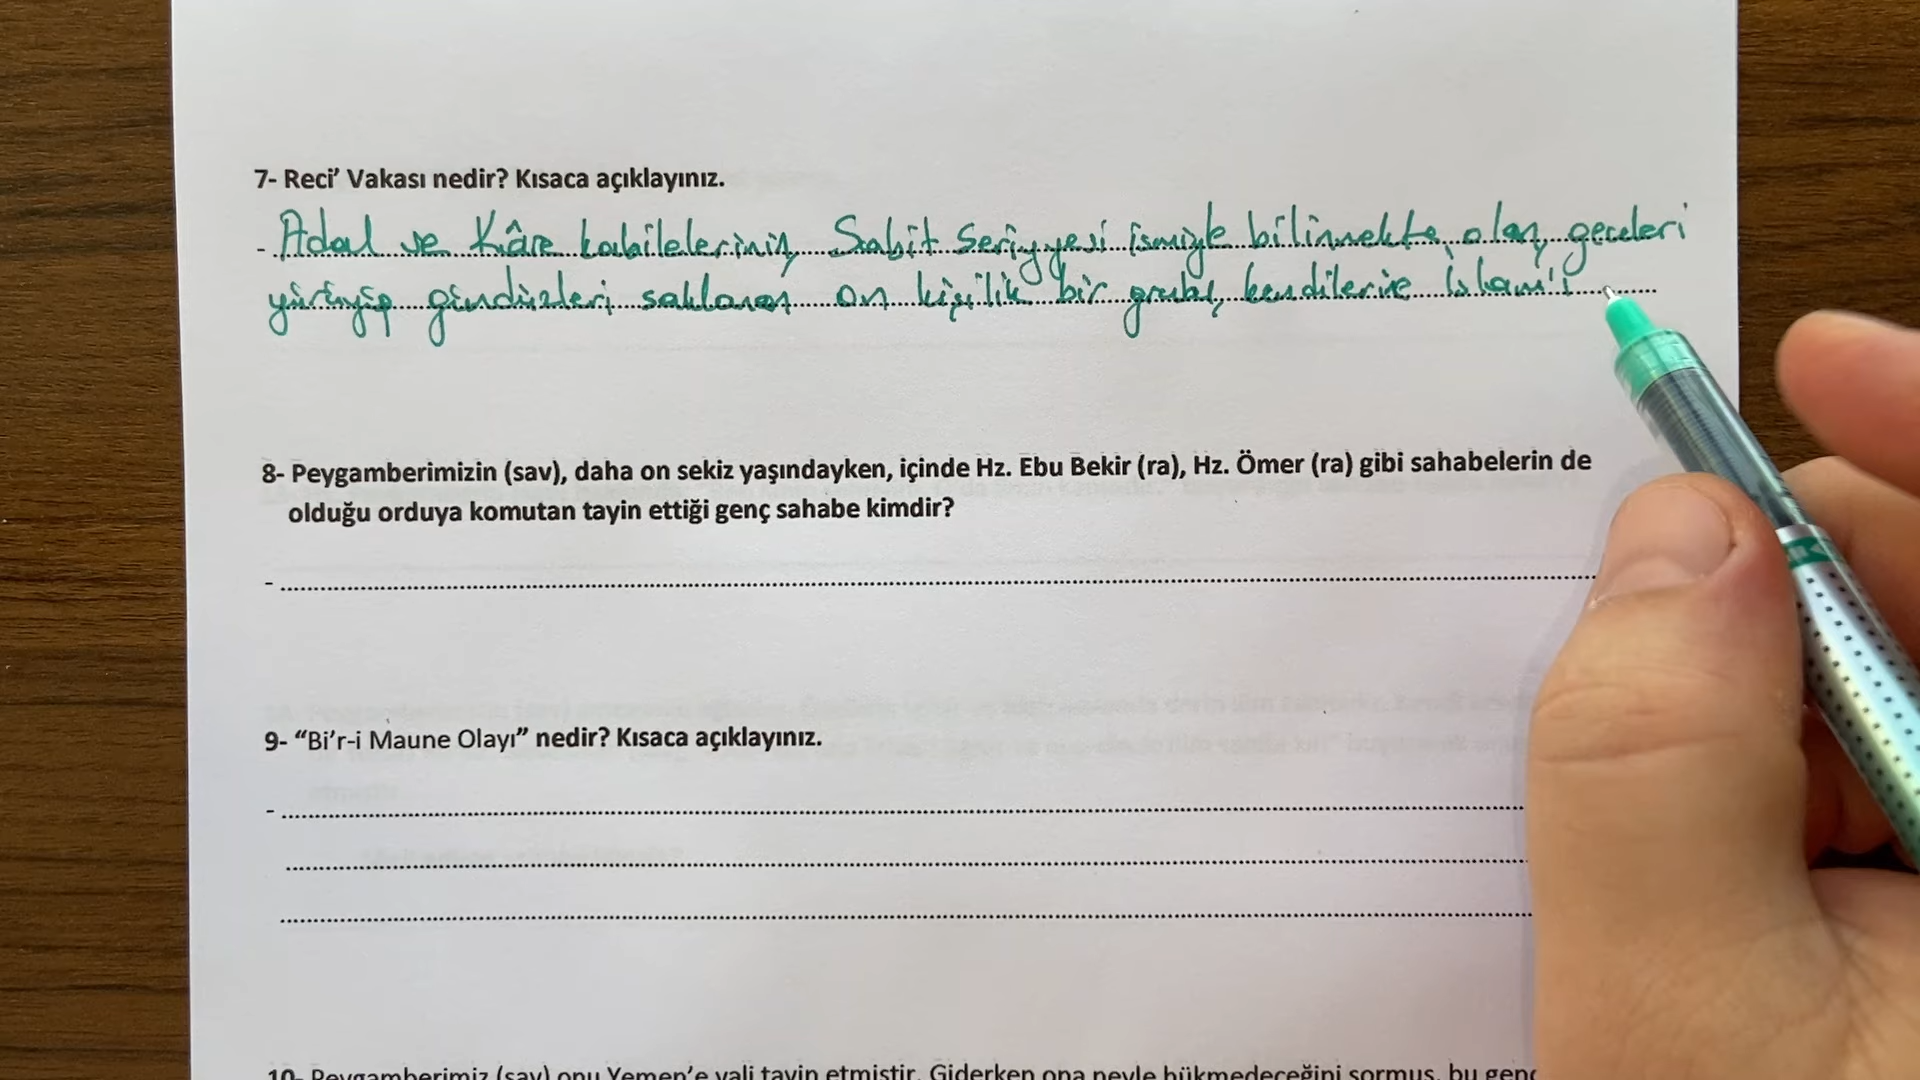 7- Reci’ Vakası nedir? Kısaca açıklayınız.
- Adal ve Kâre kabilelerinin, Sabit Seriyyesi ismiyle bilinmekte olan, geceleri
yürüyüp gündüzleri saklanan on kişilik bir grubu, kendilerine İslam'ı
8- Peygamberimizin (sav), daha on sekiz yaşındayken, içinde Hz. Ebu Bekir (ra), Hz. Ömer (ra) gibi sahabelerin de
olduğu orduya komutan tayin ettiği genç sahabe kimdir?
-
9- “Bi’r-i Maune Olayı” nedir? Kısaca açıklayınız.
-
10- Peygamberimiz (sav) onu Yemen’e vali tayin etmiştir. Giderken ona neyle hükmedeceğini sormuş, bu genç